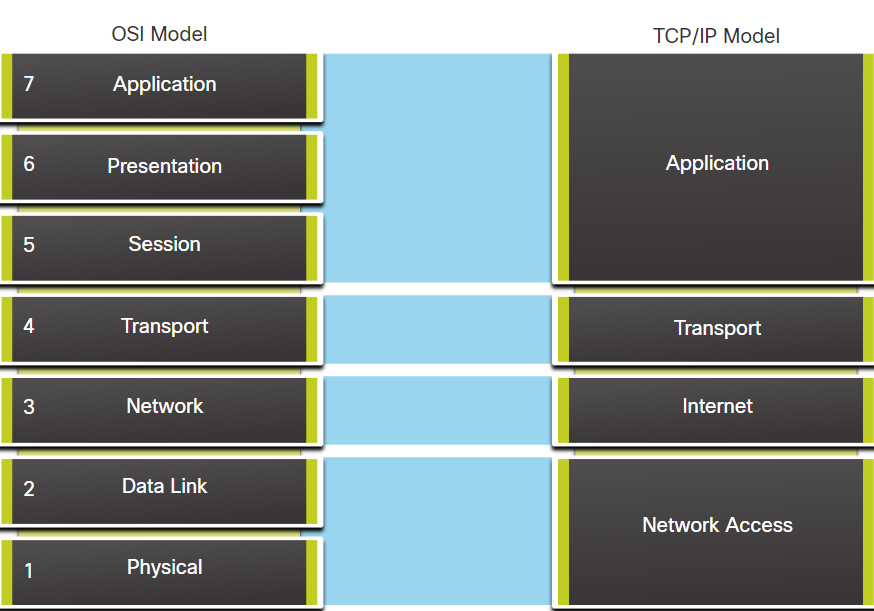 OSI Model
TCP/IP Model
7 Application
6 Presentation
5 Session
4 Transport
3 Network
2 Data Link
1 Physical
Application
Transport
Internet
Network Access